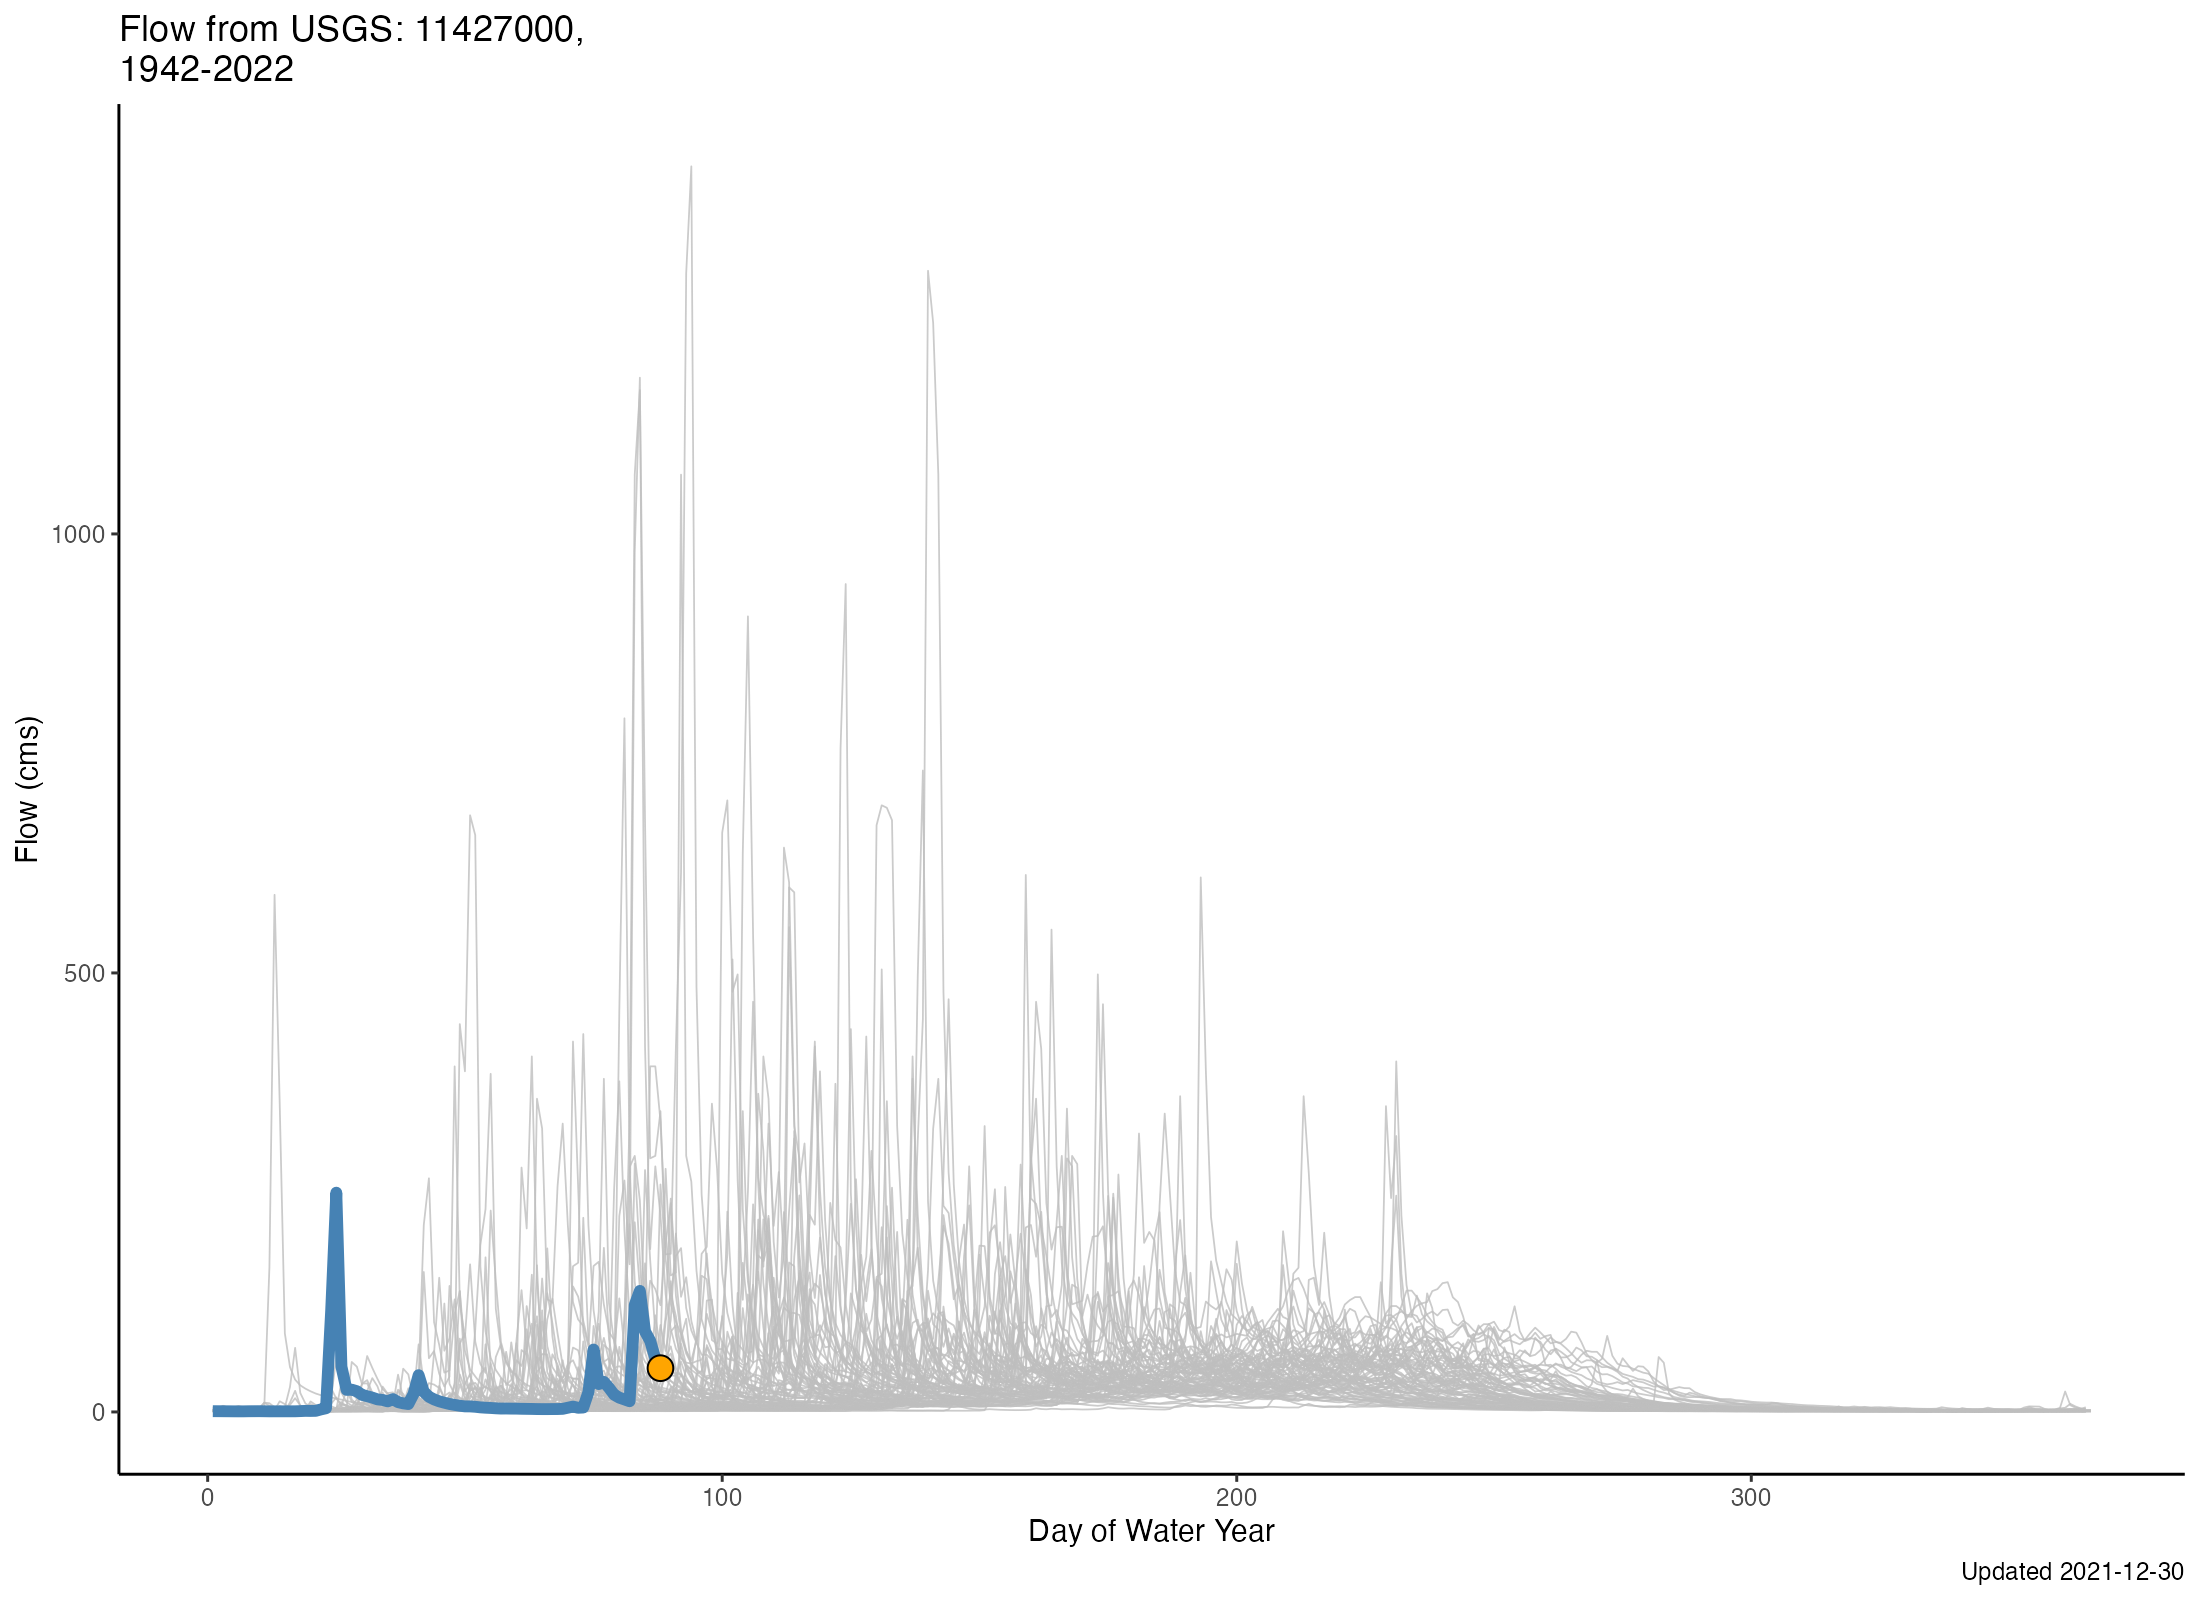 Flow from USGS: 11427000,
1942-2022
Flow (cms)
1000
500
0
0 100 200 300
Day of Water Year
Updated 2021-12-30